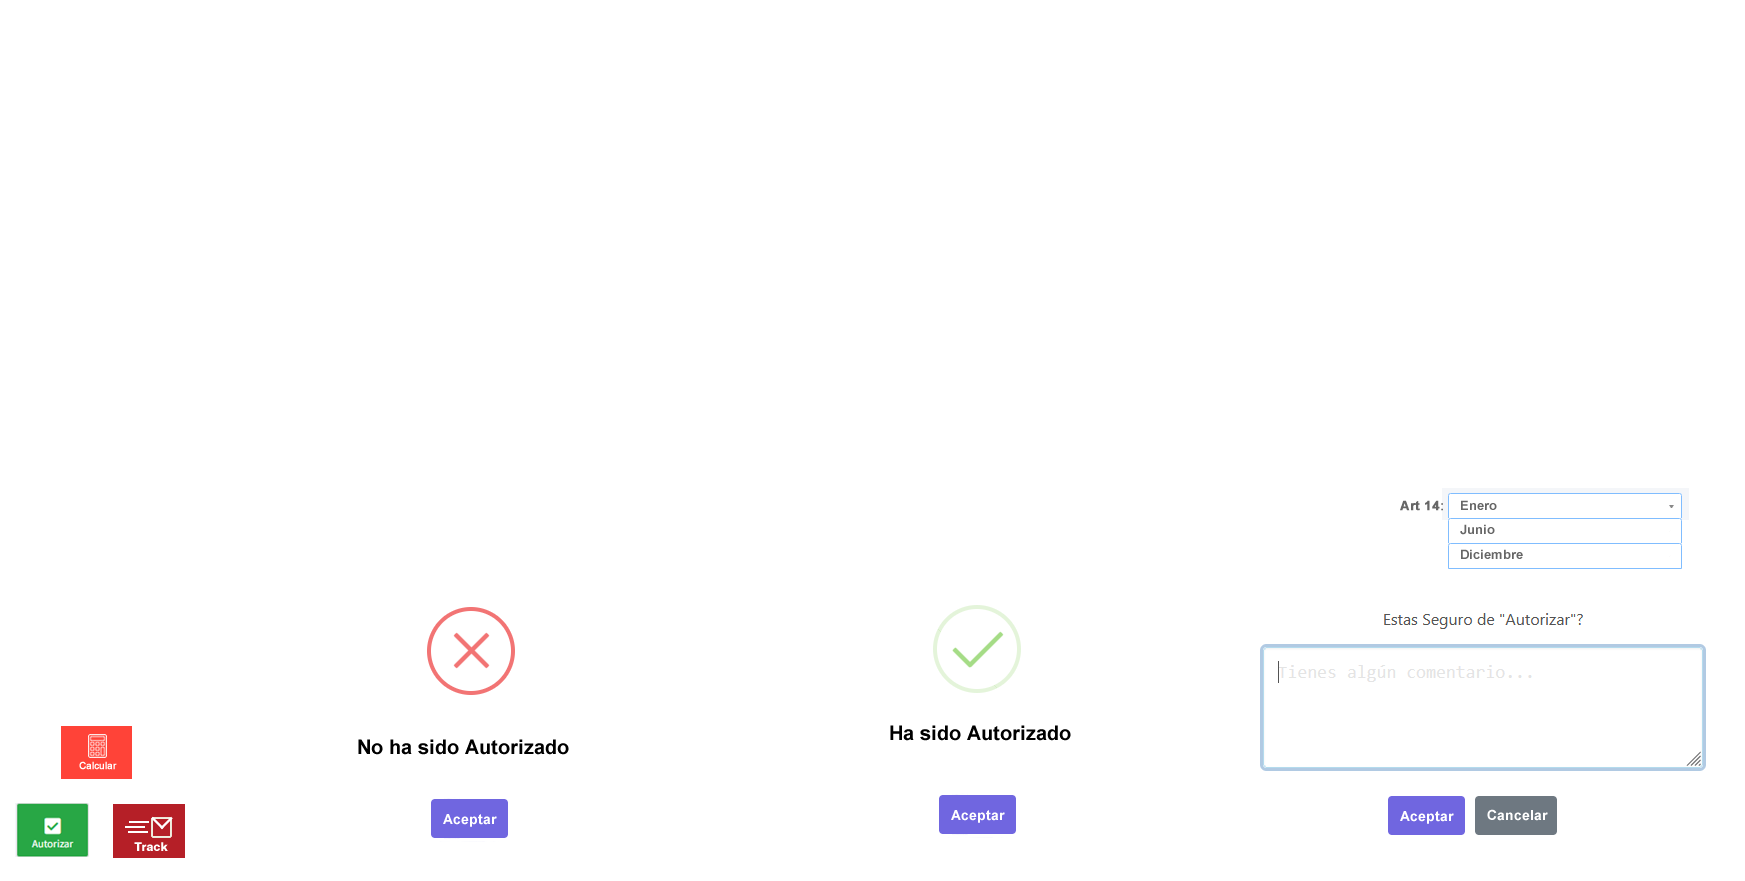 Art 14: Enero
Junio
Diciembre
Estas Seguro de "Autorizar"?
Tienes algún comentario...
Ha sido Autorizado
No ha sido Autorizado
Calcular
Aceptar
Aceptar
Aceptar
Cancelar
Autorizar
Track